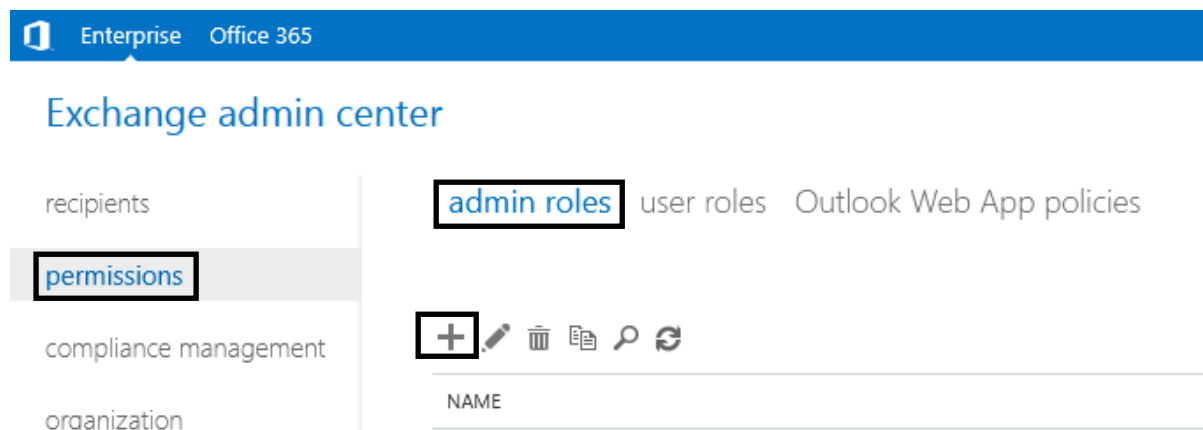 Enterprise Office 365
Exchange admin center
recipients
permissions
compliance management
organization
admin roles user roles Outlook Web App policies
NAME